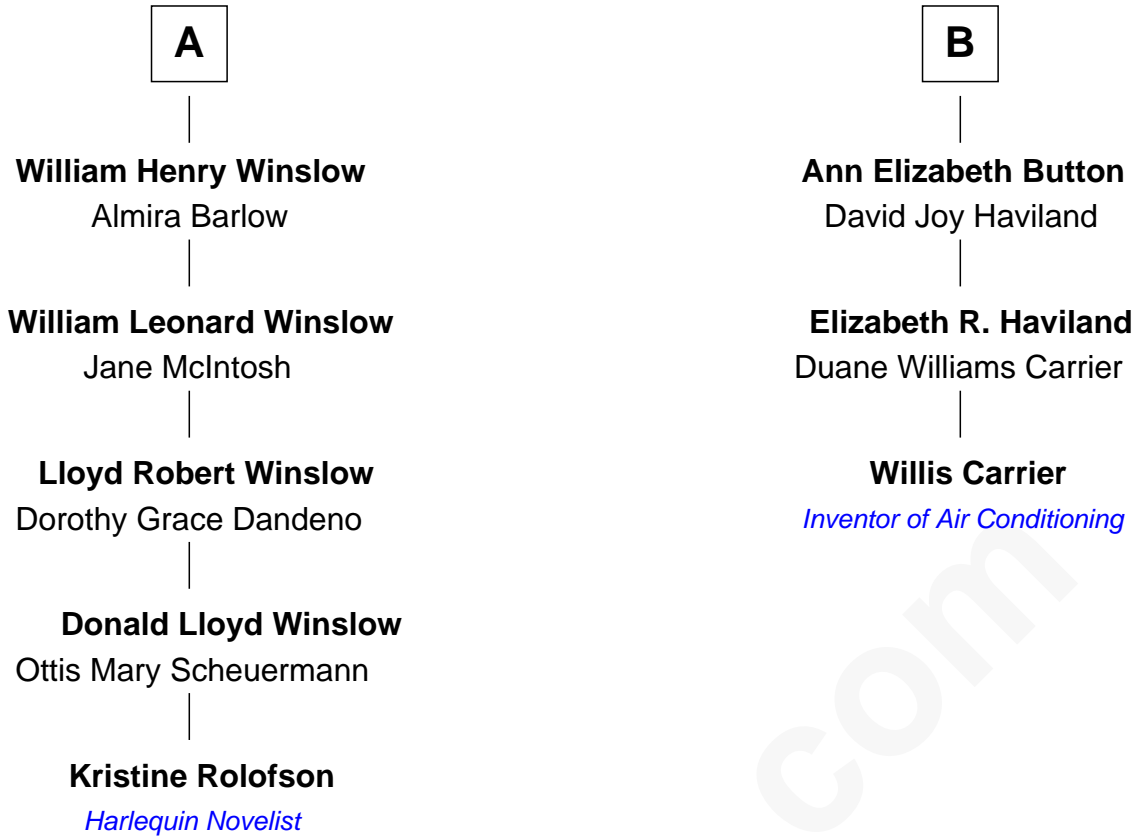 A
William Henry Winslow
Almira Barlow
William Leonard Winslow
Jane McIntosh
Lloyd Robert Winslow
Dorothy Grace Dandeno
Donald Lloyd Winslow
Ottis Mary Scheuermann
Kristine Rolofson
Harlequin Novelist
B
Ann Elizabeth Button
David Joy Haviland
Elizabeth R. Haviland
Duane Williams Carrier
Willis Carrier
Inventor of Air Conditioning
com